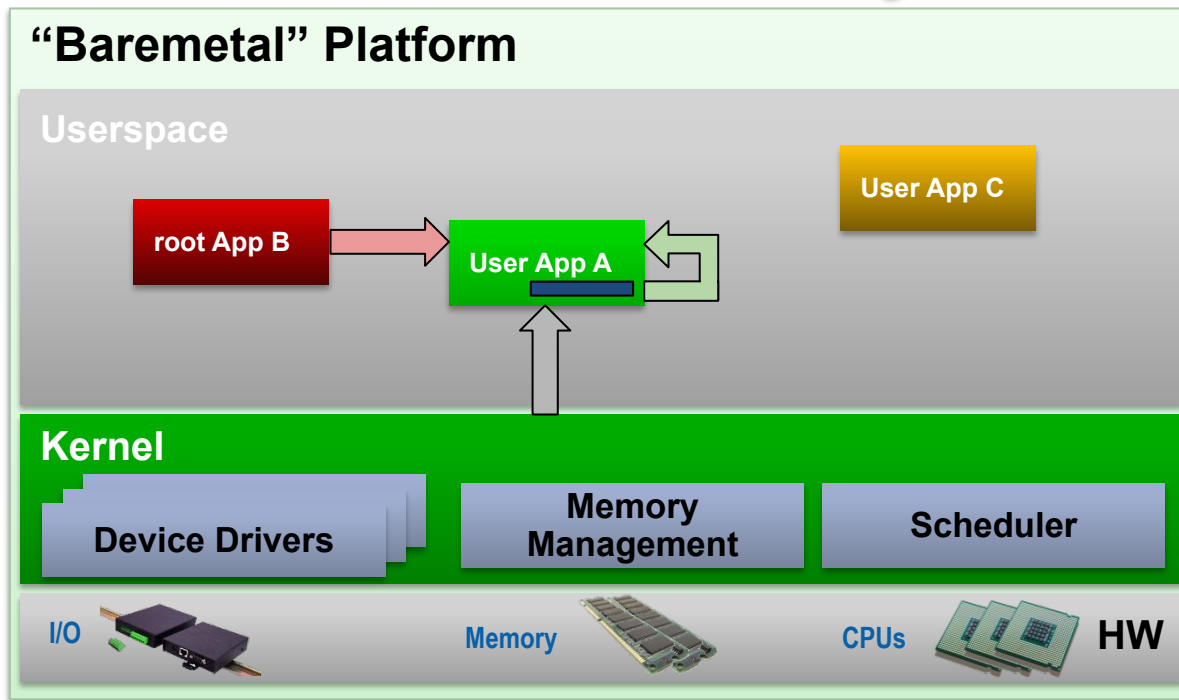 “Baremetal” Platform
Userspace
User App C
root App B
User App A
Kernel
Device Drivers
Memory
Management
Scheduler
I/O
Memory
CPUs
HW